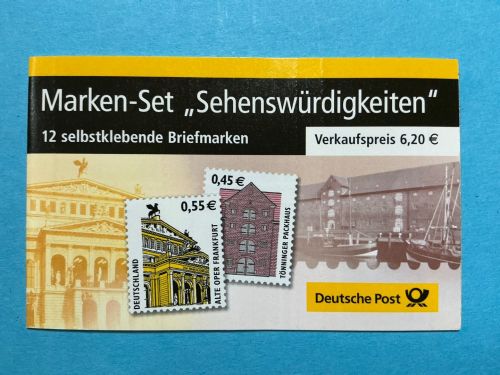 Marken-Set „Sehenswürdigkeiten“
12 selbstklebende Briefmarken
Verkaufspreis 6,20 €
0,55 €
DEUTSCHLAND
ALTE OPER FRANKFURT
0,45 €
TÖNNINGER PACKHAUS
Deutsche Post